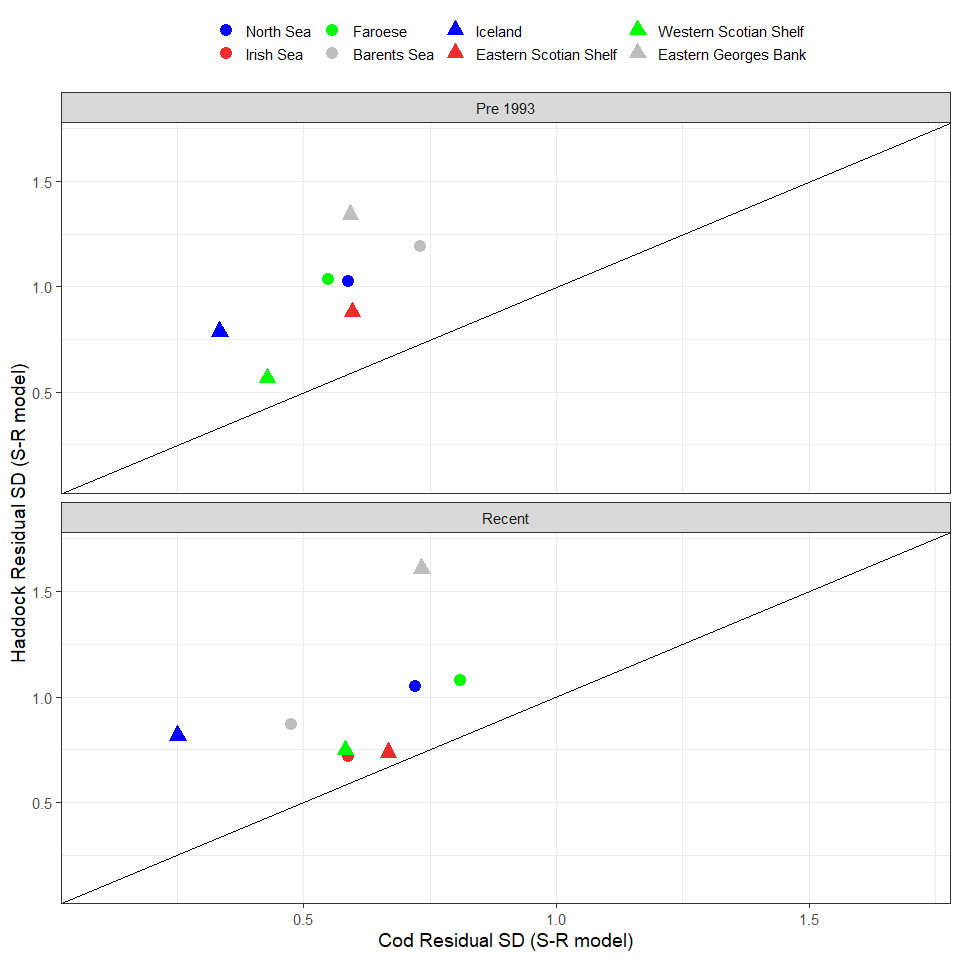 North Sea Faroese Iceland Western Scotian Shelf
Irish Sea Barents Sea Eastern Scotian Shelf Eastern Georges Bank
Pre 1993
1.5
1.0
0.5
Haddock Residual SD (S-R model)
Recent
1.5
1.0
0.5
0.5 1.0 1.5
Cod Residual SD (S-R model)